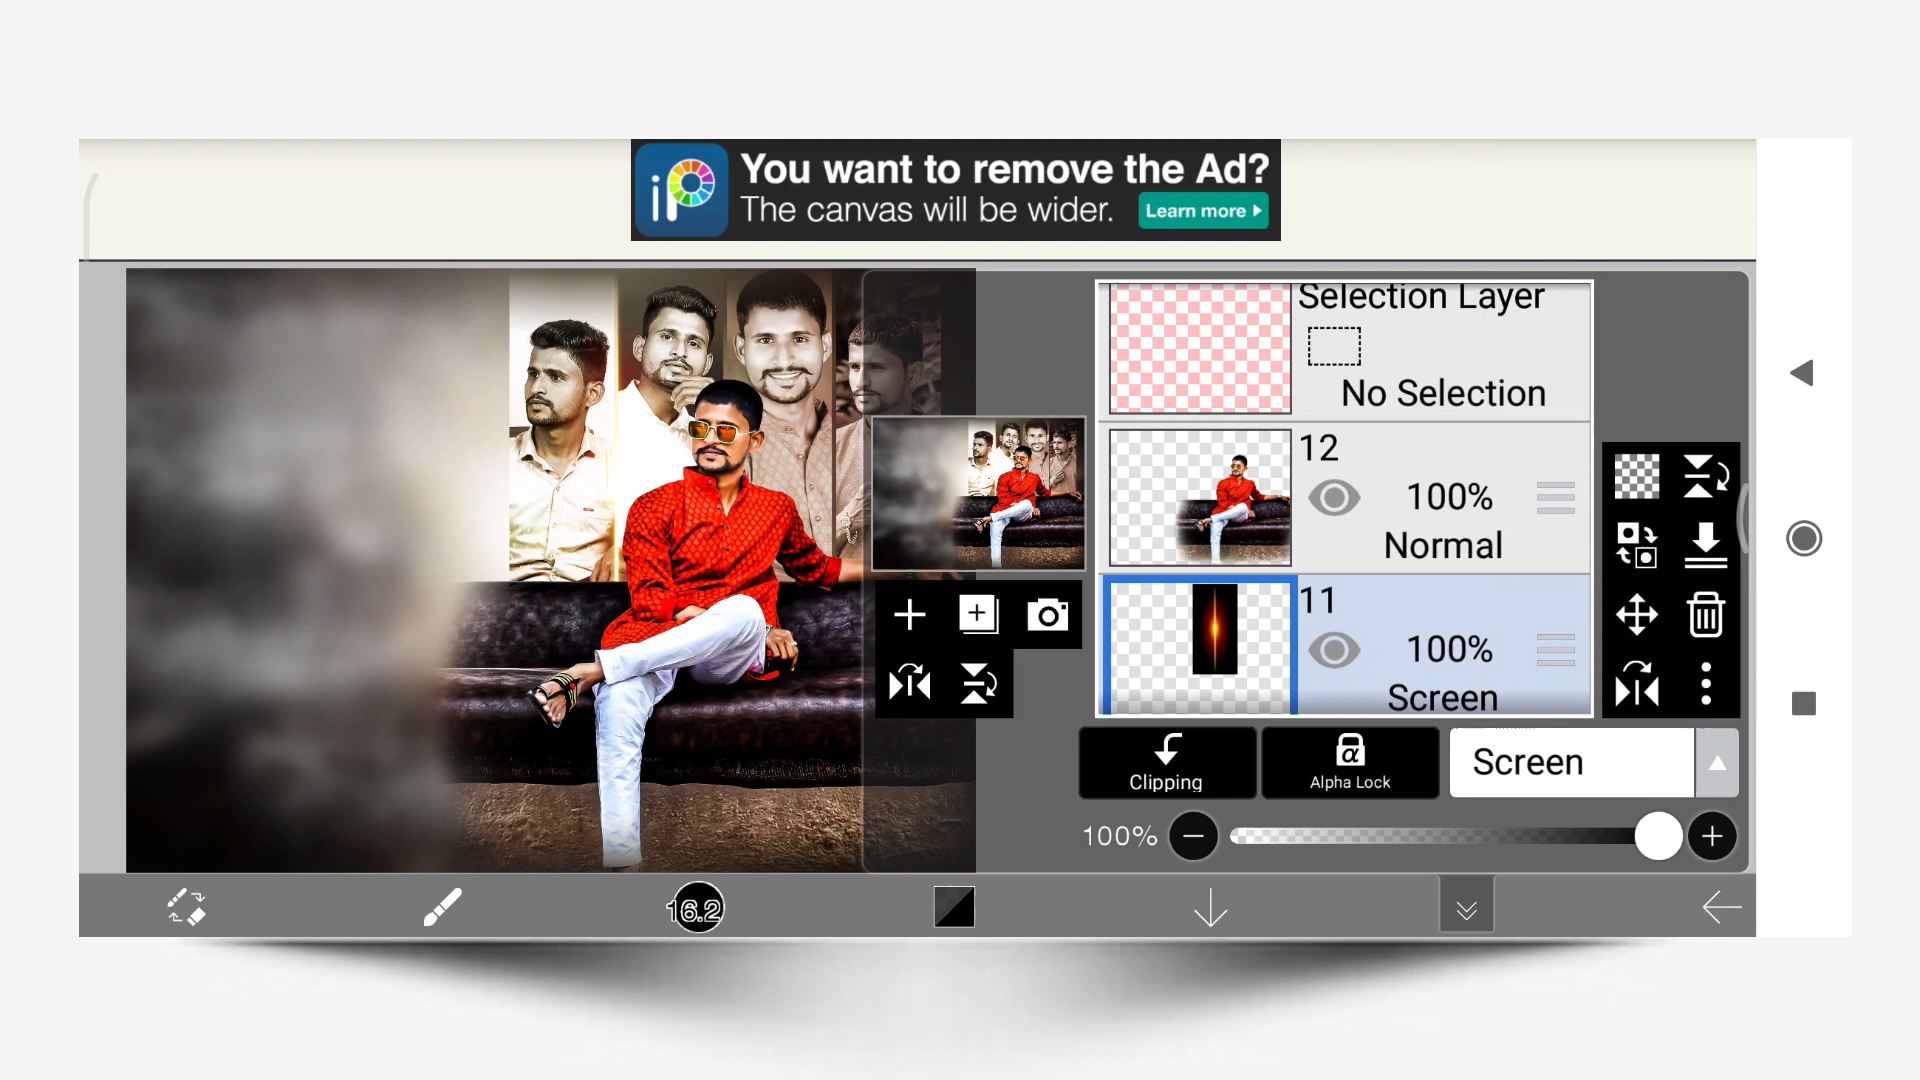 iP
You want to remove the Ad?
The canvas will be wider.
Learn more
Selection Layer
No Selection
12
100%
Normal
11
100%
Screen
Clipping
α
Alpha Lock
Screen
100%
16.2